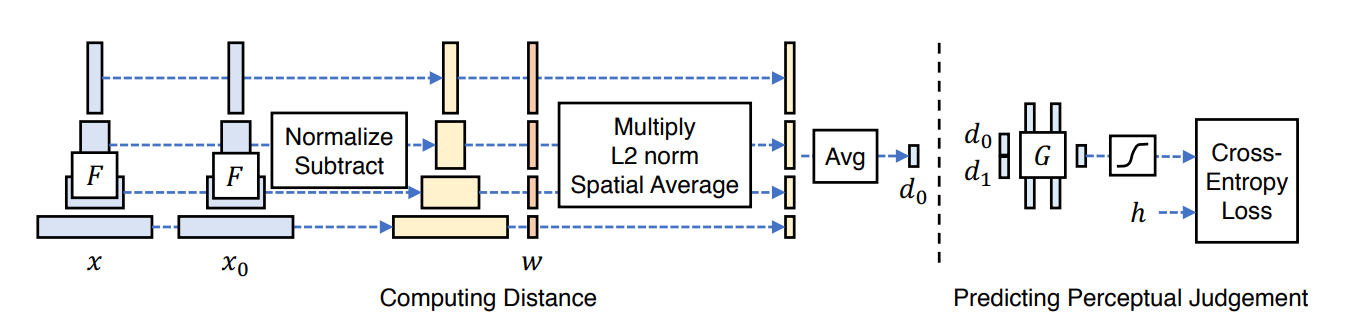 F
x
F
x₀
Normalize
Subtract
w
Multiply
L2 norm
Spatial Average
Avg
d₀
Computing Distance
d₀
d₁
G
h
Cross-
Entropy
Loss
Predicting Perceptual Judgement